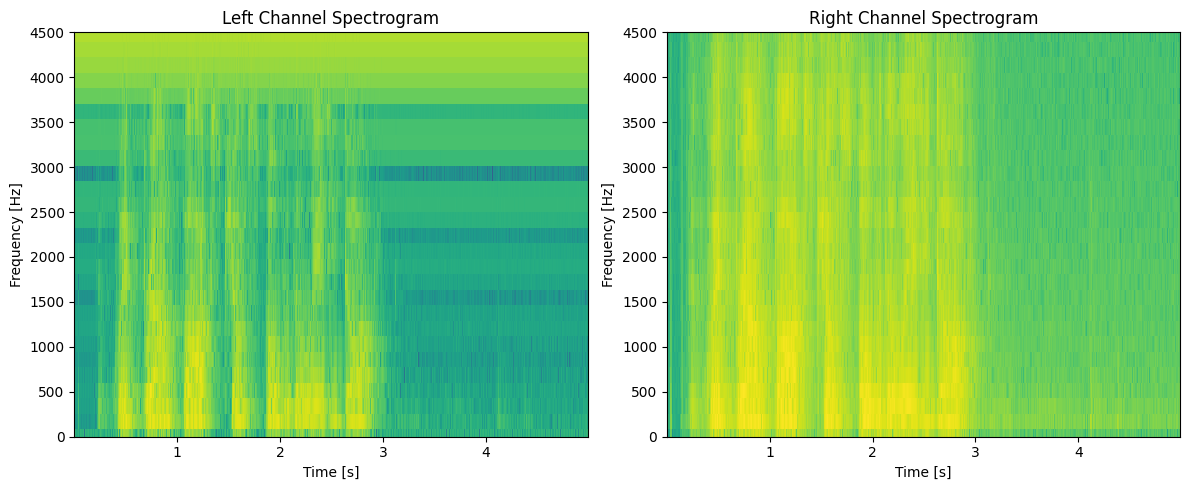 Left Channel Spectrogram
Right Channel Spectrogram
4500
4000
3500
3000
2500
2000
1500
1000
500
0
Frequency [Hz]
1 2 3 4
Time [s]
4500
4000
3500
3000
2500
2000
1500
1000
500
0
Frequency [Hz]
1 2 3 4
Time [s]